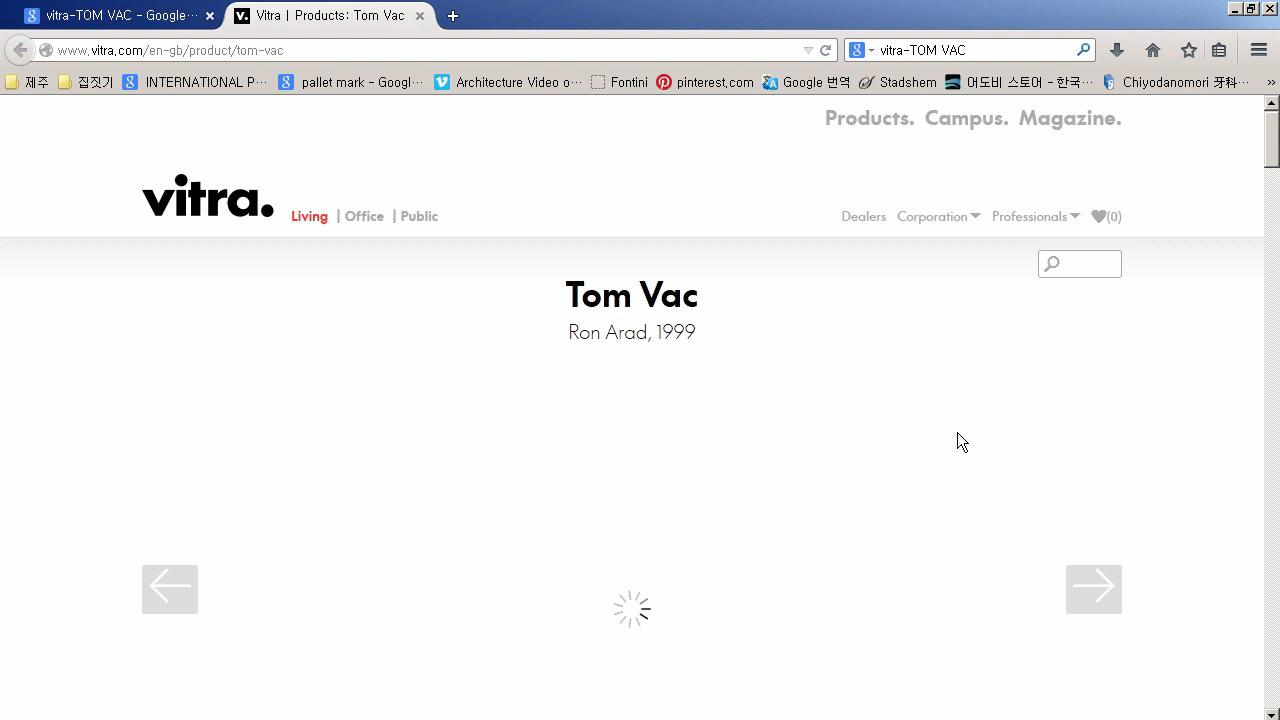 vitra-TOM VAC - Google···
Vitra | Products: Tom Vac
www.vitra.com/en-gb/product/tom-vac
vitra-TOM VAC
제주 집짓기 INTERNATIONAL P··· pallet mark - Googl··· Architecture Video o··· Fontini pinterest.com Google 번역 Stadshem 어도비 스토어 - 한국··· Chiyodanomori 歹科···
Products. Campus. Magazine.
vitra.
Living | Office | Public
Dealers Corporation Professionals (0)
Tom Vac
Ron Arad, 1999